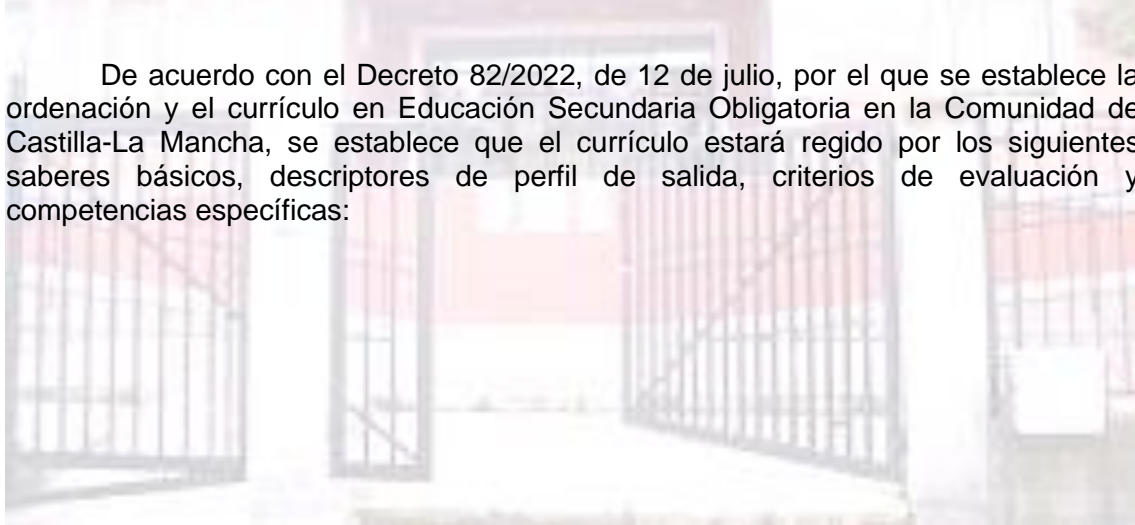 De acuerdo con el Decreto 82/2022, de 12 de julio, por el que se establece la
ordenación y el currículo en Educación Secundaria Obligatoria en la Comunidad de
Castilla-La Mancha, se establece que el currículo estará regido por los siguientes
saberes básicos, descriptores de perfil de salida, criterios de evaluación y
competencias específicas: